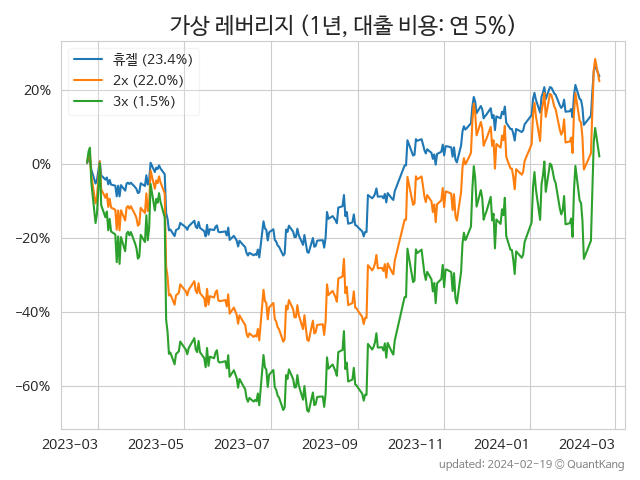 가상 레버리지 (1년, 대출 비용: 연 5%)
휴젤 (23.4%)
2x (22.0%)
3x (1.5%)
20%
0%
−20%
−40%
−60%
2023-03 2023-05 2023-07 2023-09 2023-11 2024-01 2024-03
updated: 2024-02-19 © QuantKang